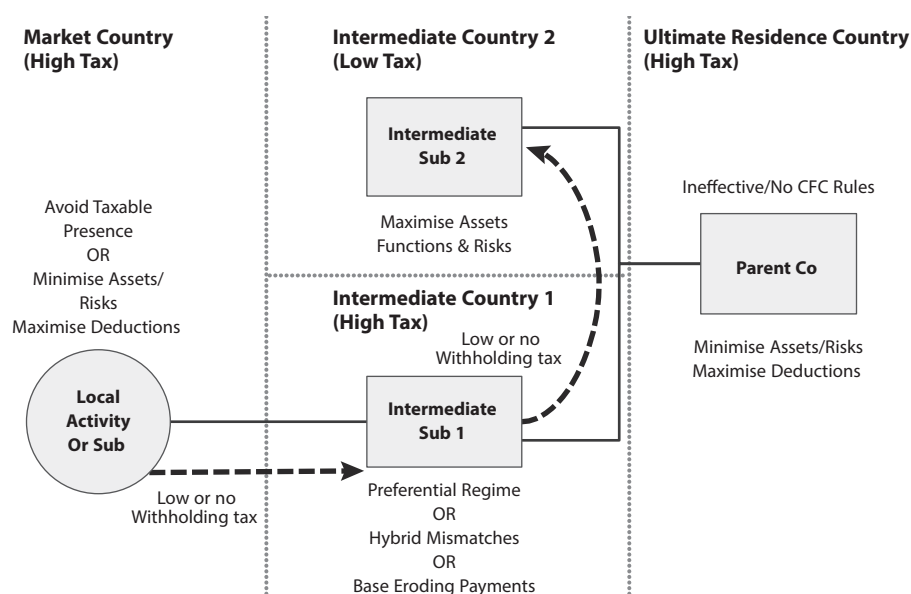 Market Country
(High Tax)
Intermediate Country 2
(Low Tax)
Ultimate Residence Country
(High Tax)
Avoid Taxable
Presence
OR
Minimise Assets/
Risks
Maximise Deductions
Local
Activity
Or Sub
Low or no
Withholding tax
Intermediate
Sub 2
Maximise Assets
Functions & Risks
Intermediate Country 1
(High Tax)
Low or no
Withholding tax
Intermediate
Sub 1
Preferential Regime
OR
Hybrid Mismatches
OR
Base Eroding Payments
Ineffective/No CFC Rules
Parent Co
Minimise Assets/Risks
Maximise Deductions